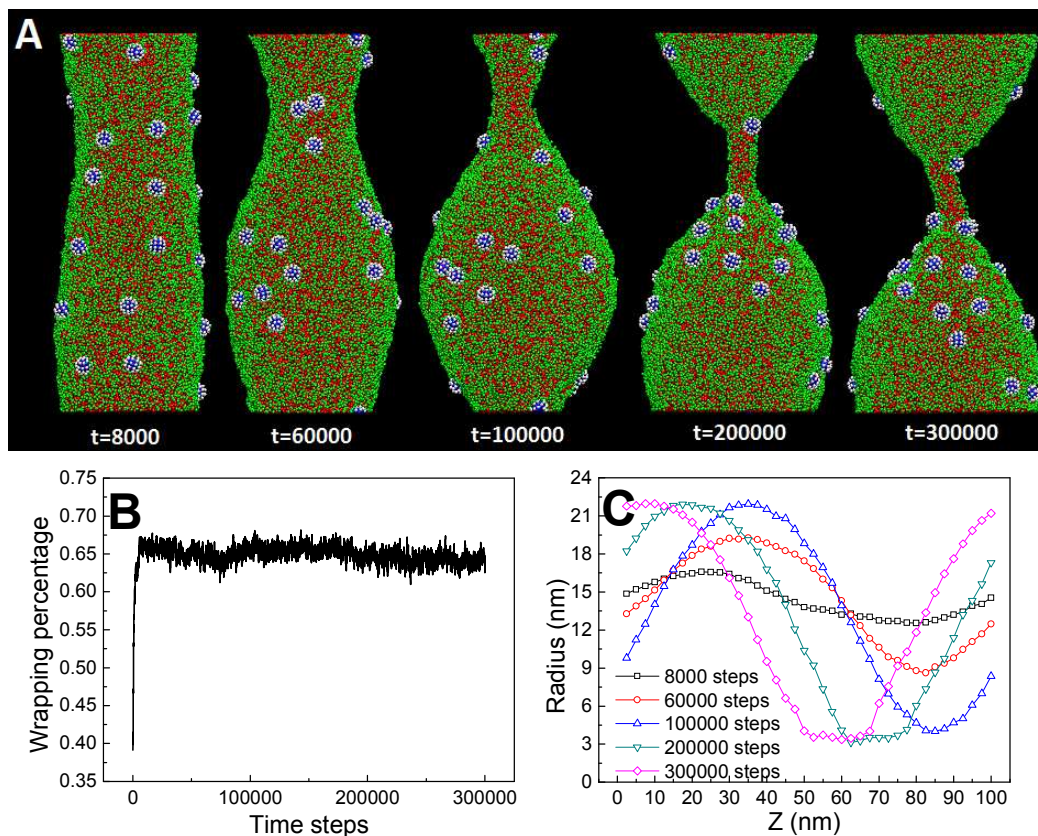 A
t=8000
t=60000
t=100000
t=200000
t=300000
B
Wrapping percentage
0.75
0.70
0.65
0.60
0.55
0.50
0.45
0.40
0.35
0 100000 200000 300000
Time steps
C
Radius (nm)
24
21
18
15
12
9
6
3
0
8000 steps
60000 steps
100000 steps
200000 steps
300000 steps
0 10 20 30 40 50 60 70 80 90 100
Z (nm)